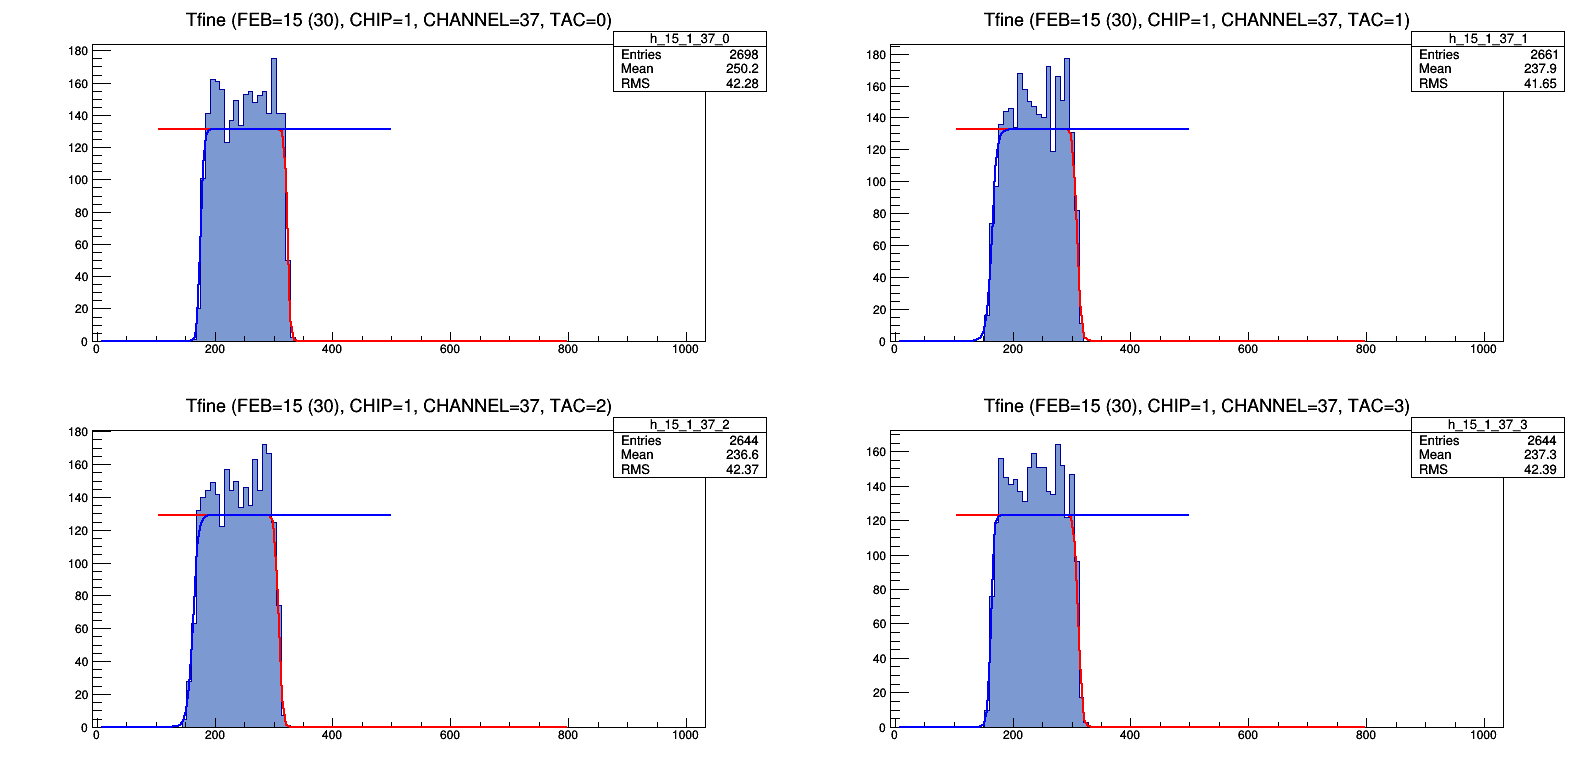 Tfine (FEB=15 (30), CHIP=1, CHANNEL=37, TAC=0)
h_15_1_37_0
Entries 2698
Mean 250.2
RMS 42.28
180
160
140
120
100
80
60
40
20
0
0 200 400 600 800 1000
Tfine (FEB=15 (30), CHIP=1, CHANNEL=37, TAC=1)
h_15_1_37_1
Entries 2661
Mean 237.9
RMS 41.65
180
160
140
120
100
80
60
40
20
0
0 200 400 600 800 1000
Tfine (FEB=15 (30), CHIP=1, CHANNEL=37, TAC=2)
h_15_1_37_2
Entries 2644
Mean 236.6
RMS 42.37
180
160
140
120
100
80
60
40
20
0
0 200 400 600 800 1000
Tfine (FEB=15 (30), CHIP=1, CHANNEL=37, TAC=3)
h_15_1_37_3
Entries 2644
Mean 237.3
RMS 42.39
160
140
120
100
80
60
40
20
0
0 200 400 600 800 1000